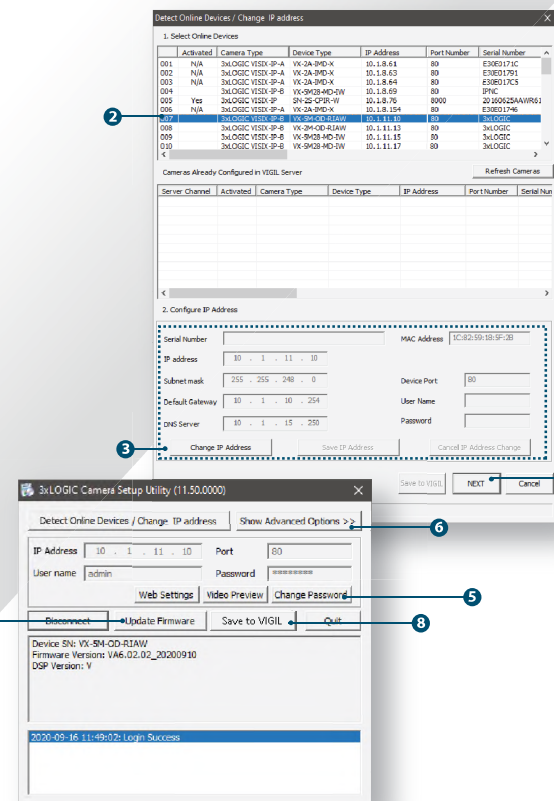 Detect Online Devices / Change IP address
1. Select Online Devices
Activated Camera Type Device Type IP Address Port Number Serial Number
001 N/A 3xLOGIC VISIX-IP-A VX-2A-IMD-X 10.1.8.61 80 E30E0171C
002 N/A 3xLOGIC VISIX-IP-A VX-2A-IMD-X 10.1.8.63 80 E30E01791
003 N/A 3xLOGIC VISIX-IP-A VX-2A-IMD-X 10.1.8.64 80 E30E017C5
004 3xLOGIC VISIX-IP-B VX-5M28-MD-IW 10.1.8.69 80 IPNC
005 Yes 3xLOGIC VISIX-IP SN-2S-CPIR-W 10.1.8.76 8000 20160625AAWR61
006 N/A 3xLOGIC VISIX-IP-A VX-2A-IMD-X 10.1.8.154 80 E30E01746
2
007 3xLOGIC VISIX-IP-B VX-5M-OD-RIAW 10.1.11.10 80 3xLOGIC
008 3xLOGIC VISIX-IP-B VX-2M-OD-RIAW 10.1.11.13 80 3xLOGIC
009 3xLOGIC VISIX-IP-B VX-5M28-MD-IW 10.1.11.15 80 3xLOGIC
010 3xLOGIC VISIX-IP-B VX-5M28-MD-IW 10.1.11.17 80 3xLOGIC
Cameras Already Configured in VIGIL Server Refresh Cameras
Server Channel Activated Camera Type Device Type IP Address Port Number Serial Num
2. Configure IP Address
Serial Number MAC Address 1C:82:59:18:5F:2B
IP address 10 . 1 . 11 . 10
Subnet mask 255 . 255 . 248 . 0 Device Port 80
Default Gateway 10 . 1 . 10 . 254 User Name
DNS Server 10 . 1 . 15 . 250 Password
3
Change IP Address Save IP Address Cancel IP Address Change
Save to VIGIL NEXT Cancel
3xLOGIC Camera Setup Utility (11.50.0000)
Detect Online Devices / Change IP address Show Advanced Options >>
6
IP Address 10 . 1 . 11 . 10 Port 80
User name admin Password ********
Web Settings Video Preview Change Password
5
Disconnect Update Firmware Save to VIGIL Quit
8
Device SN: VX-5M-OD-RIAW
Firmware Version: VA6.02.02_20200910
DSP Version: V
2020-09-16 11:49:02: Login Success